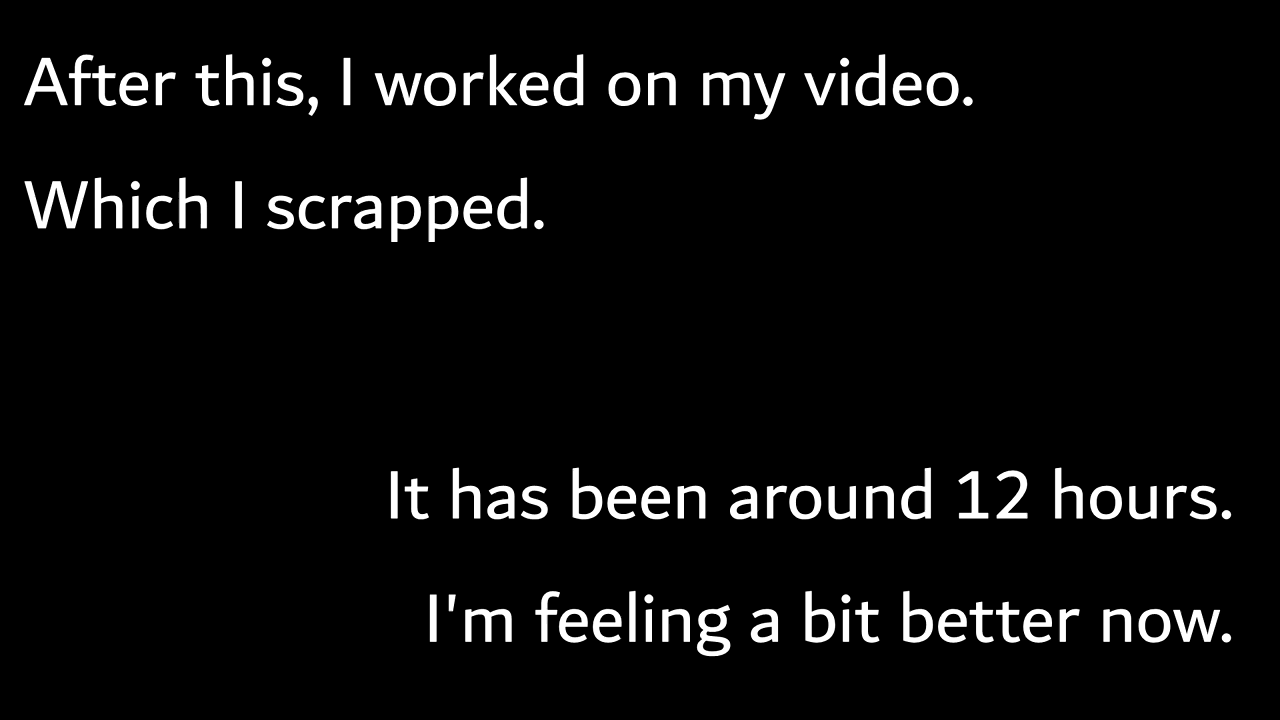 After this, I worked on my video.
Which I scrapped.
It has been around 12 hours.
I'm feeling a bit better now.